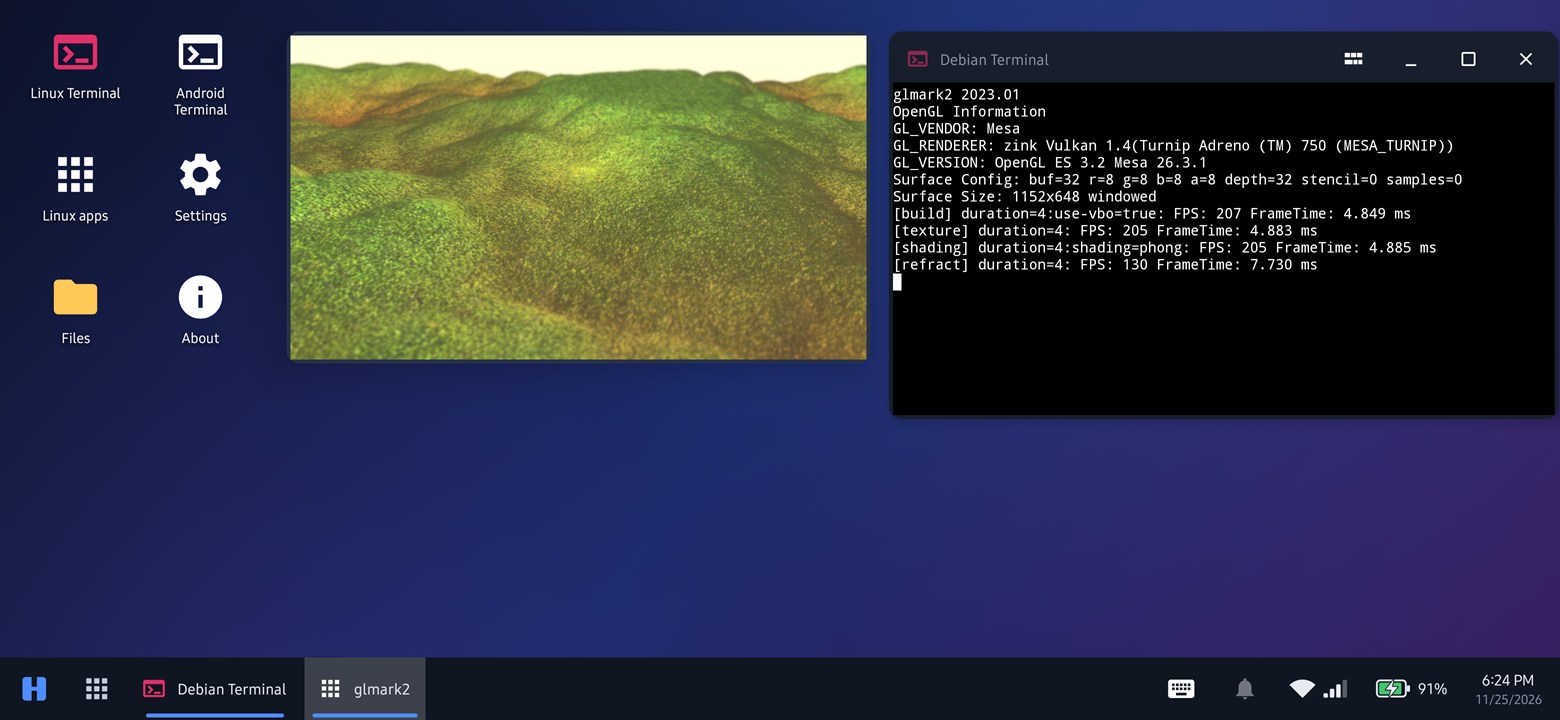 Linux Terminal
Android
Terminal
Linux apps
Settings
Files
About
Debian Terminal
glmark2 2023.01
OpenGL Information
GL_VENDOR: Mesa
GL_RENDERER: zink Vulkan 1.4(Turnip Adreno (TM) 750 (MESA_TURNIP))
GL_VERSION: OpenGL ES 3.2 Mesa 26.3.1
Surface Config: buf=32 r=8 g=8 b=8 a=8 depth=32 stencil=0 samples=0
Surface Size: 1152x648 windowed
[build] duration=4:use-vbo=true: FPS: 207 FrameTime: 4.849 ms
[texture] duration=4: FPS: 205 FrameTime: 4.883 ms
[shading] duration=4:shading=phong: FPS: 205 FrameTime: 4.885 ms
[refract] duration=4: FPS: 130 FrameTime: 7.730 ms
H
Debian Terminal
glmark2
91%
6:24 PM
11/25/2026